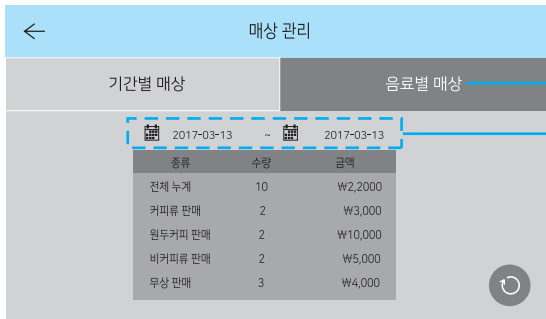 매상 관리
기간별 매상 음료별 매상
2017-03-13 ~ 2017-03-13
종류 수량 금액
전체 누계 10 ₩2,2000
커피류 판매 2 ₩3,000
원두커피 판매 2 ₩10,000
비커피류 판매 2 ₩5,000
무상 판매 3 ₩4,000